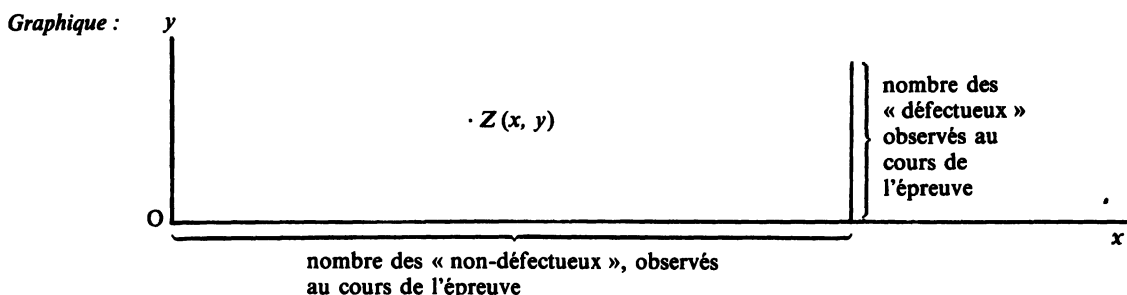 Graphique :
y
· Z (x, y)
nombre des
« défectueux »
observés au
cours de
l'épreuve
O
x
nombre des « non-défectueux », observés
au cours de l'épreuve